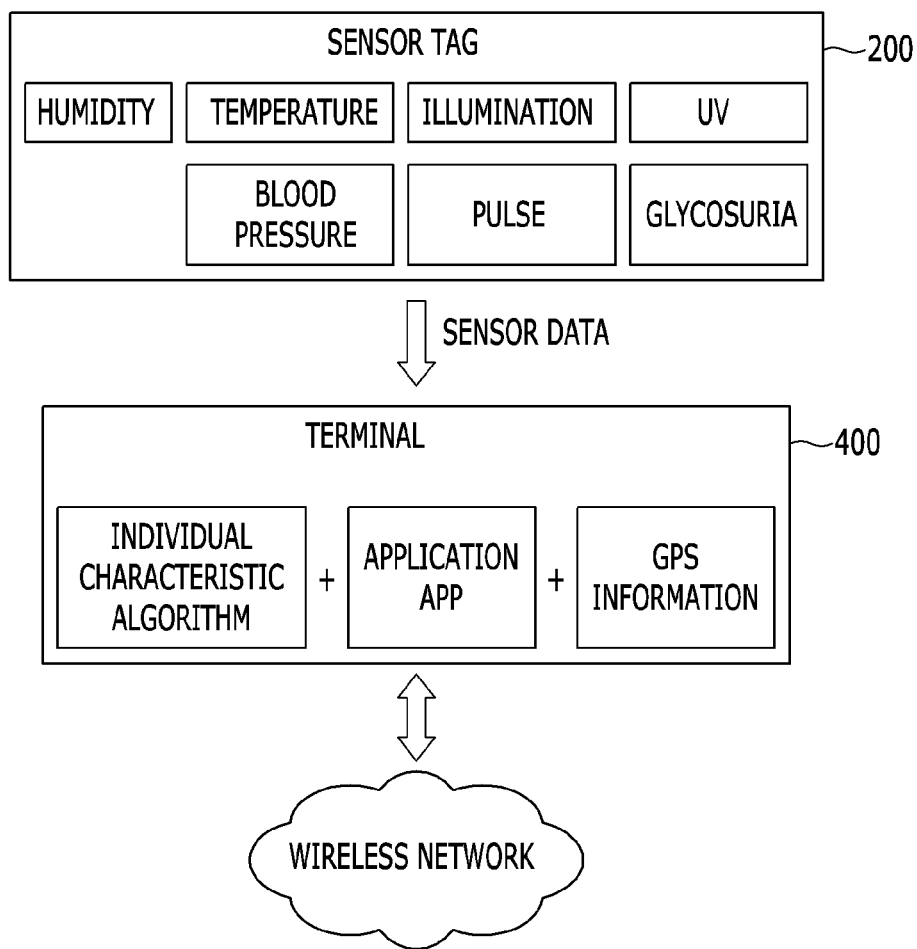 SENSOR TAG
200
HUMIDITY
TEMPERATURE
ILLUMINATION
UV
BLOOD
PRESSURE
PULSE
GLYCOSURIA
SENSOR DATA
TERMINAL
400
INDIVIDUAL
CHARACTERISTIC
ALGORITHM
+
APPLICATION
APP
+
GPS
INFORMATION
WIRELESS NETWORK